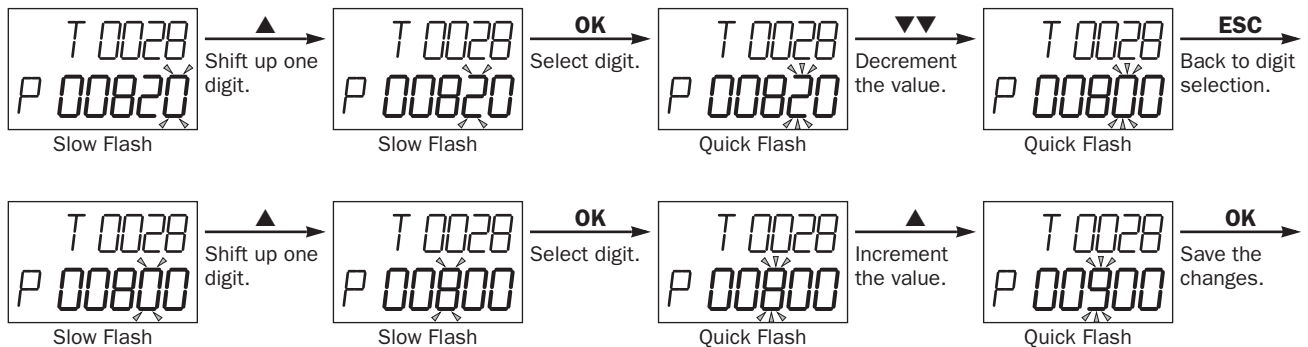 T 0028
P 00820
Slow Flash
▲
Shift up one
digit.
T 0028
P 00820
Slow Flash
OK
Select digit.
T 0028
P 00820
Quick Flash
▼▼
Decrement
the value.
T 0028
P 00800
Quick Flash
ESC
Back to digit
selection.
T 0028
P 00800
Slow Flash
▲
Shift up one
digit.
T 0028
P 00800
Slow Flash
OK
Select digit.
T 0028
P 00800
Quick Flash
▲
Increment
the value.
T 0028
P 00900
Quick Flash
OK
Save the
changes.